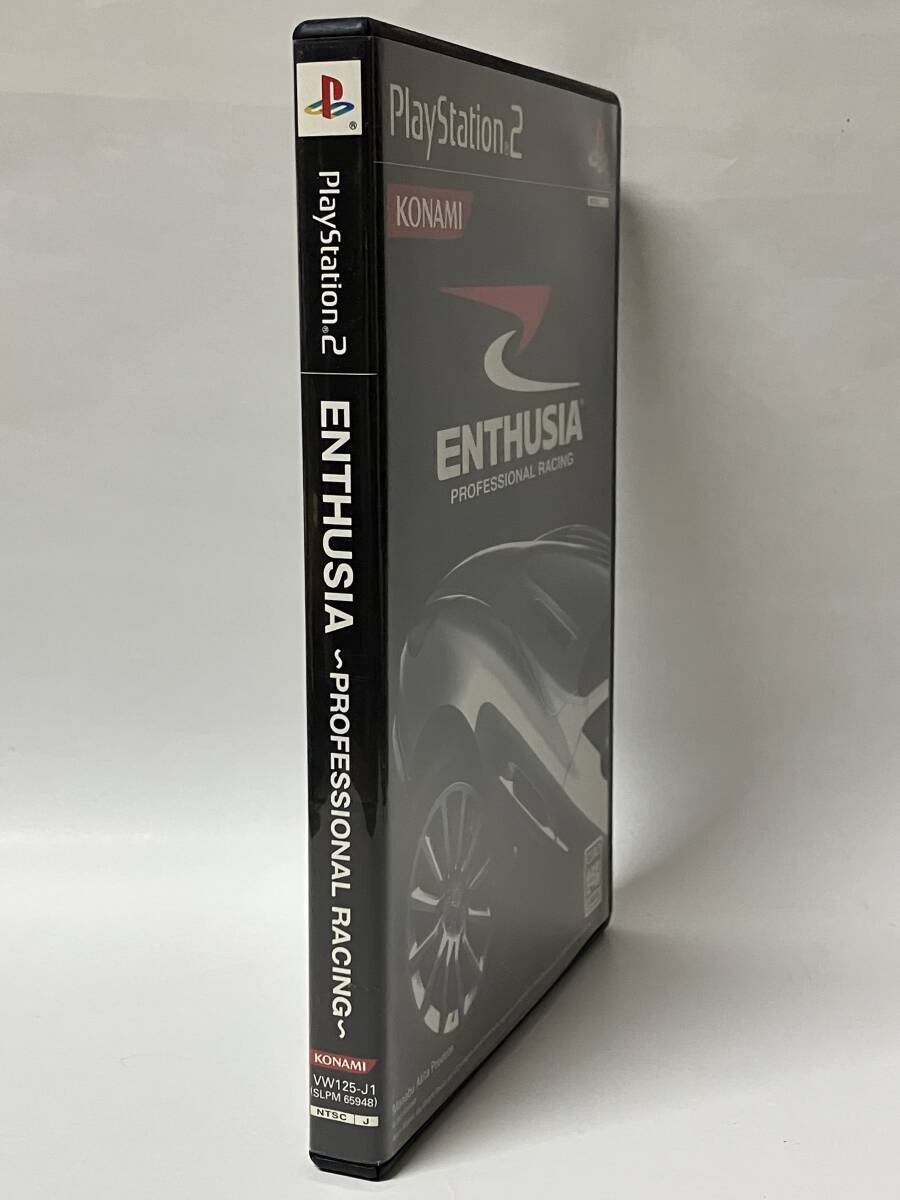 PlayStation®2
ENTHUSIA ~PROFESSIONAL RACING~
KONAMI
VW125-J1
(SLPM 65948)
NTSC J
PlayStation®2
KONAMI
ENTHUSIA
PROFESSIONAL RACING